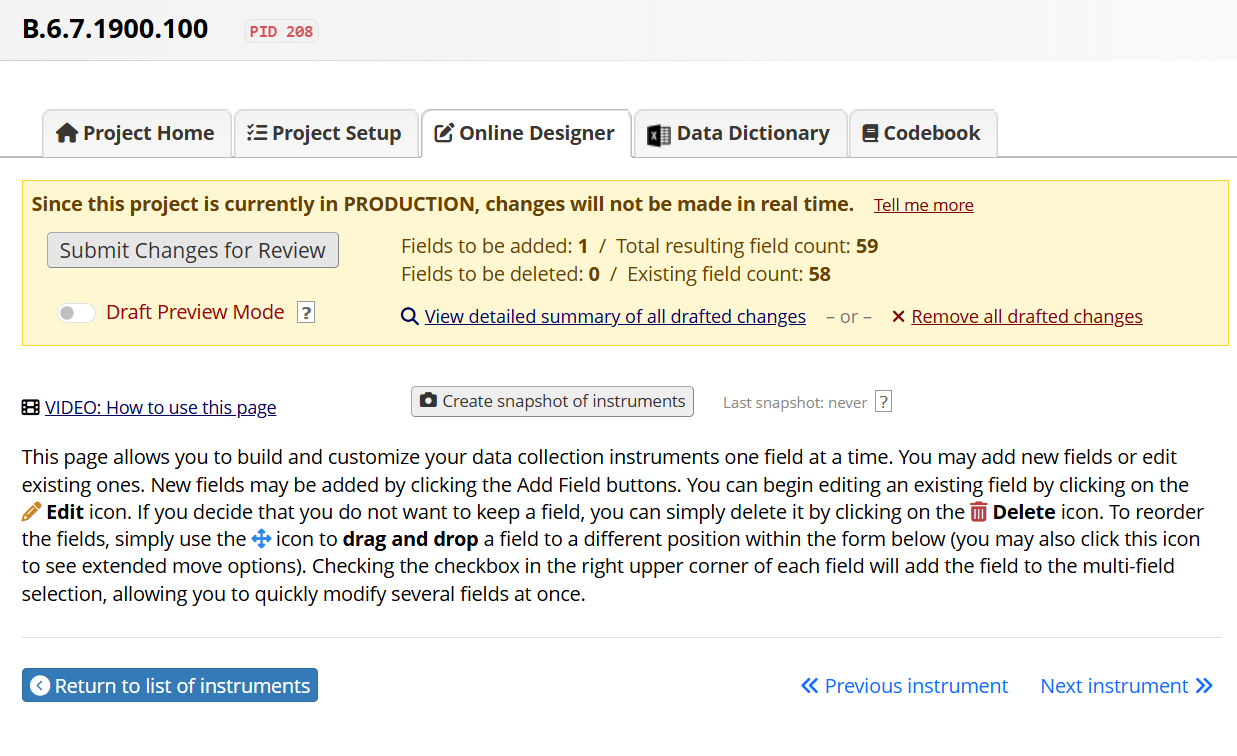 B.6.7.1900.100 PID 208
Project Home Project Setup Online Designer Data Dictionary Codebook
Since this project is currently in PRODUCTION, changes will not be made in real time. Tell me more
Submit Changes for Review
Fields to be added: 1 / Total resulting field count: 59
Fields to be deleted: 0 / Existing field count: 58
Draft Preview Mode ?
View detailed summary of all drafted changes – or – Remove all drafted changes
VIDEO: How to use this page Create snapshot of instruments Last snapshot: never ?
This page allows you to build and customize your data collection instruments one field at a time. You may add new fields or edit
existing ones. New fields may be added by clicking the Add Field buttons. You can begin editing an existing field by clicking on the
Edit icon. If you decide that you do not want to keep a field, you can simply delete it by clicking on the Delete icon. To reorder
the fields, simply use the icon to drag and drop a field to a different position within the form below (you may also click this icon
to see extended move options). Checking the checkbox in the right upper corner of each field will add the field to the multi-field
selection, allowing you to quickly modify several fields at once.
Return to list of instruments Previous instrument Next instrument